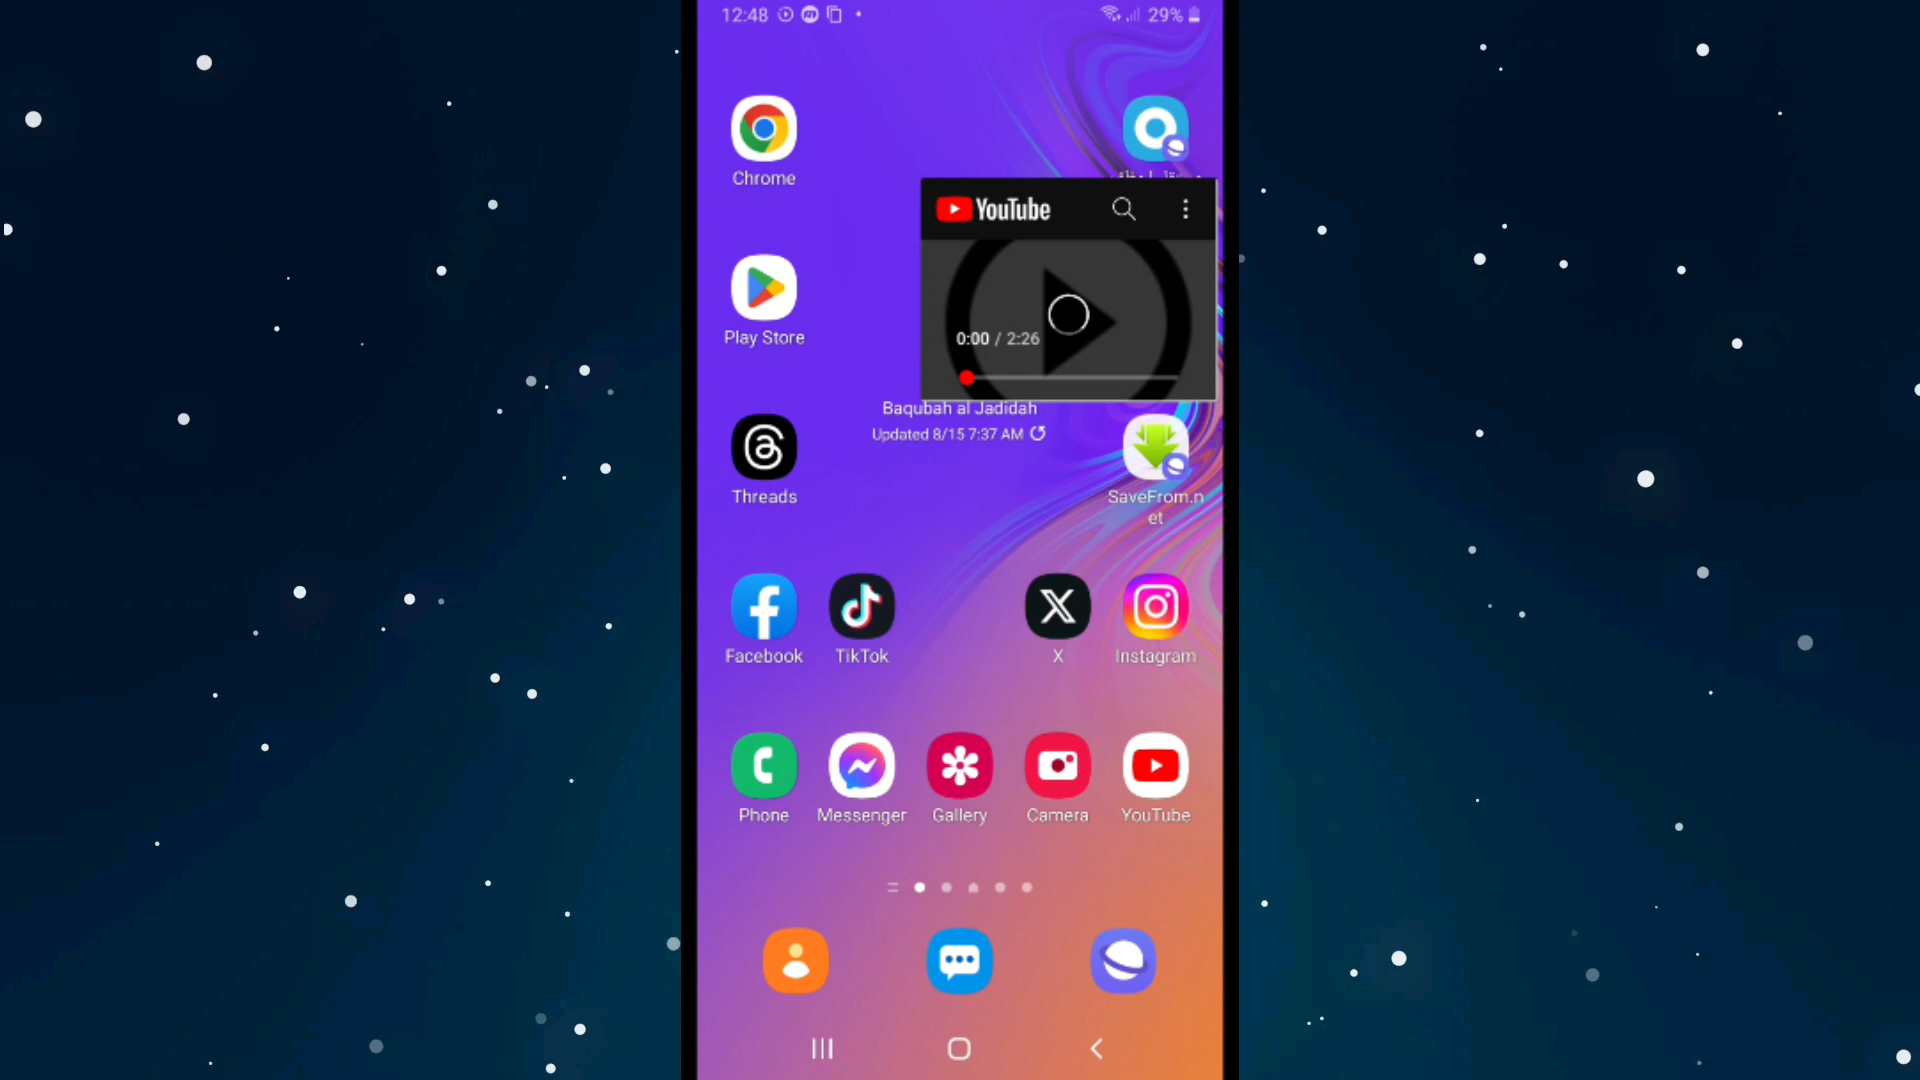 12:48
29%
Chrome
YouTube
Play Store
0:00 / 2:26
Baqubah al Jadidah
Updated 8/15 7:37 AM
Threads
SaveFrom.n
et
Facebook
TikTok
X
Instagram
Phone
Messenger
Gallery
Camera
YouTube